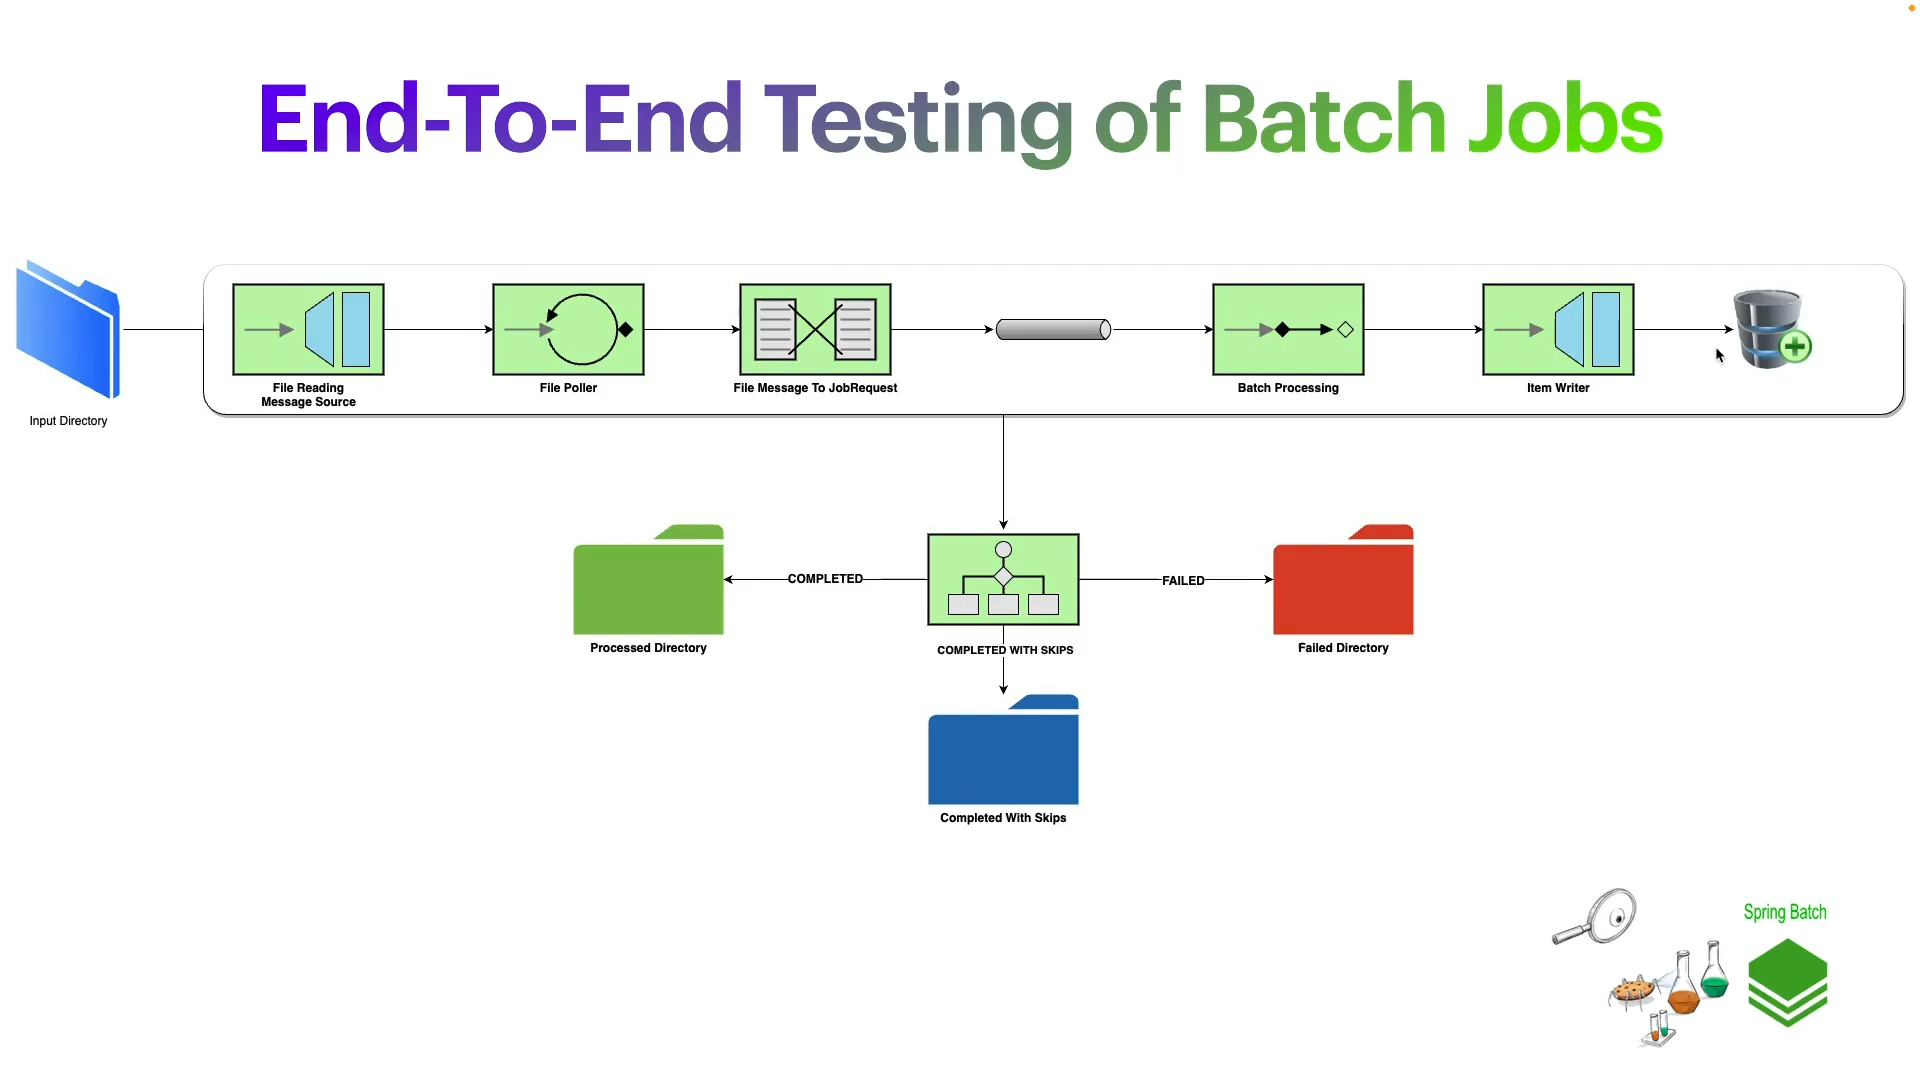 End-To-End Testing of Batch Jobs
Input Directory
File Reading
Message Source
File Poller
File Message To JobRequest
Batch Processing
Item Writer
COMPLETED
FAILED
Processed Directory
COMPLETED WITH SKIPS
Failed Directory
Completed With Skips
Spring Batch